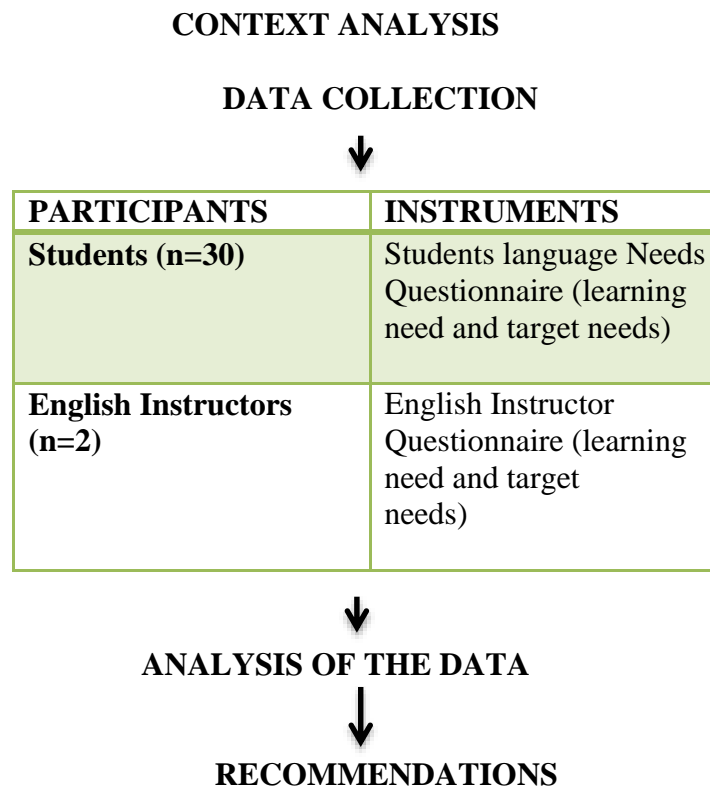 CONTEXT ANALYSIS
DATA COLLECTION
PARTICIPANTS INSTRUMENTS
Students (n=30)
Students language Needs
Questionnaire (learning
need and target needs)
English Instructors
(n=2)
English Instructor
Questionnaire (learning
need and target
needs)
ANALYSIS OF THE DATA
RECOMMENDATIONS